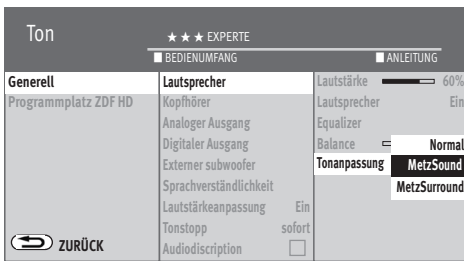 Ton
★★★ EXPERTE
BEDIENUMFANG
ANLEITUNG
Generell
Programmplatz ZDF HD
Lautsprecher
Kopfhörer
Analoger Ausgang
Digitaler Ausgang
Externer subwoofer
Sprachverständlichkeit
Lautstärkeanpassung Ein
Tonstopp sofort
Audiodiscription
Lautstärke 60%
Lautsprecher Ein
Equalizer
Balance
Tonanpassung
Normal
MetzSound
MetzSurround
ZURÜCK